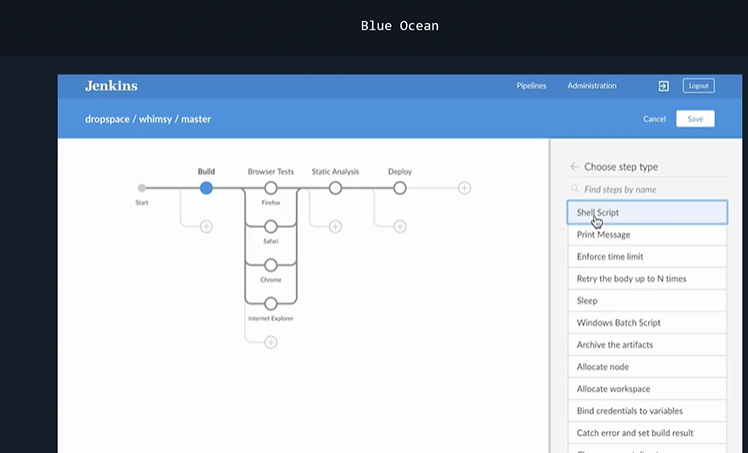 Blue Ocean
Jenkins
Pipelines
Administration
Logout
dropspace / whimsy / master
Cancel
Save
Build
Browser Tests
Static Analysis
Deploy
Start
Firefox
Safari
Chrome
Internet Explorer
Choose step type
Find steps by name
Shell Script
Print Message
Enforce time limit
Retry the body up to N times
Sleep
Windows Batch Script
Archive the artifacts
Allocate node
Allocate workspace
Bind credentials to variables
Catch error and set build result